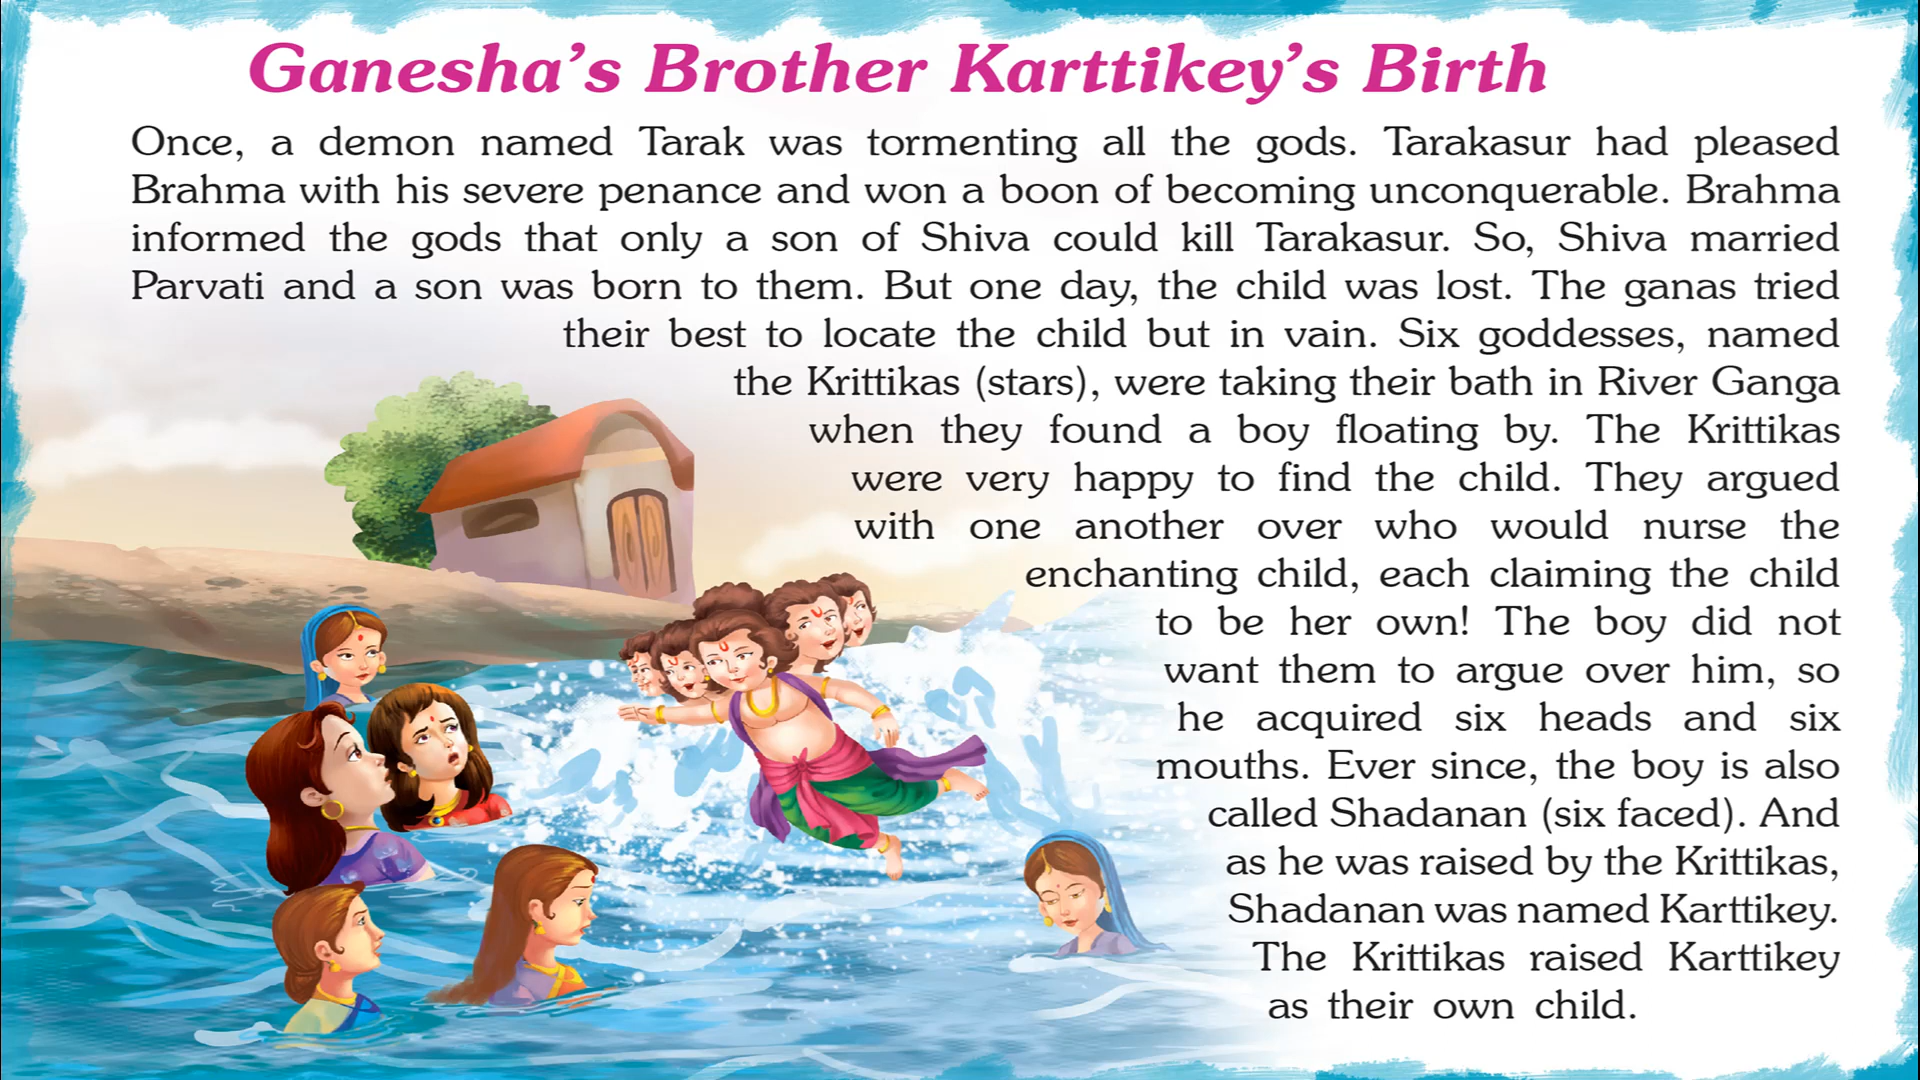 Ganesha's Brother Karttikey's Birth
Once, a demon named Tarak was tormenting all the gods. Tarakasur had pleased
Brahma with his severe penance and won a boon of becoming unconquerable. Brahma
informed the gods that only a son of Shiva could kill Tarakasur. So, Shiva married
Parvati and a son was born to them. But one day, the child was lost. The ganas tried
their best to locate the child but in vain. Six goddesses, named
the Krittikas (stars), were taking their bath in River Ganga
when they found a boy floating by. The Krittikas
were very happy to find the child. They argued
with one another over who would nurse the
enchanting child, each claiming the child
to be her own! The boy did not
want them to argue over him, so
he acquired six heads and six
mouths. Ever since, the boy is also
called Shadanan (six faced). And
as he was raised by the Krittikas,
Shadanan was named Karttikey.
The Krittikas raised Karttikey
as their own child.